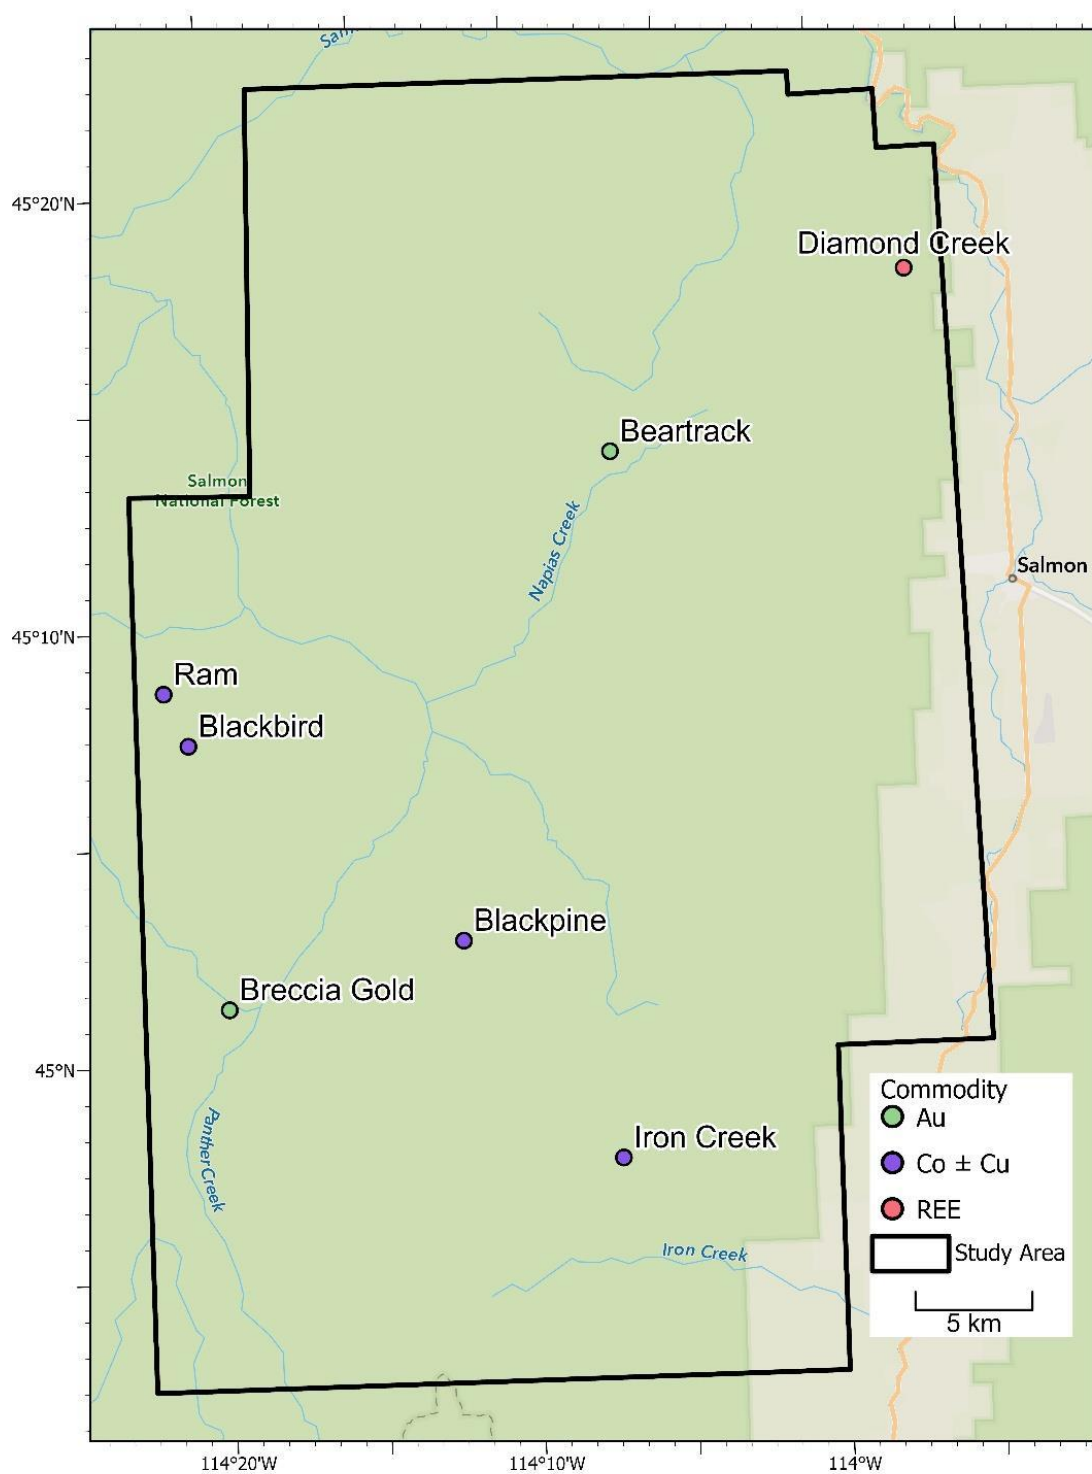 Sam
45°20'N
Diamond Creek
Beartrack
Salmon
National Forest
Napias Creek
Salmon
45°10'N
Ram
Blackbird
Blackpine
Breccia Gold
45°N
Commodity
Au
Co ± Cu
REE
Study Area
5 km
Panther Creek
Iron Creek
Iron Creek
114°20'W
114°10'W
114°W